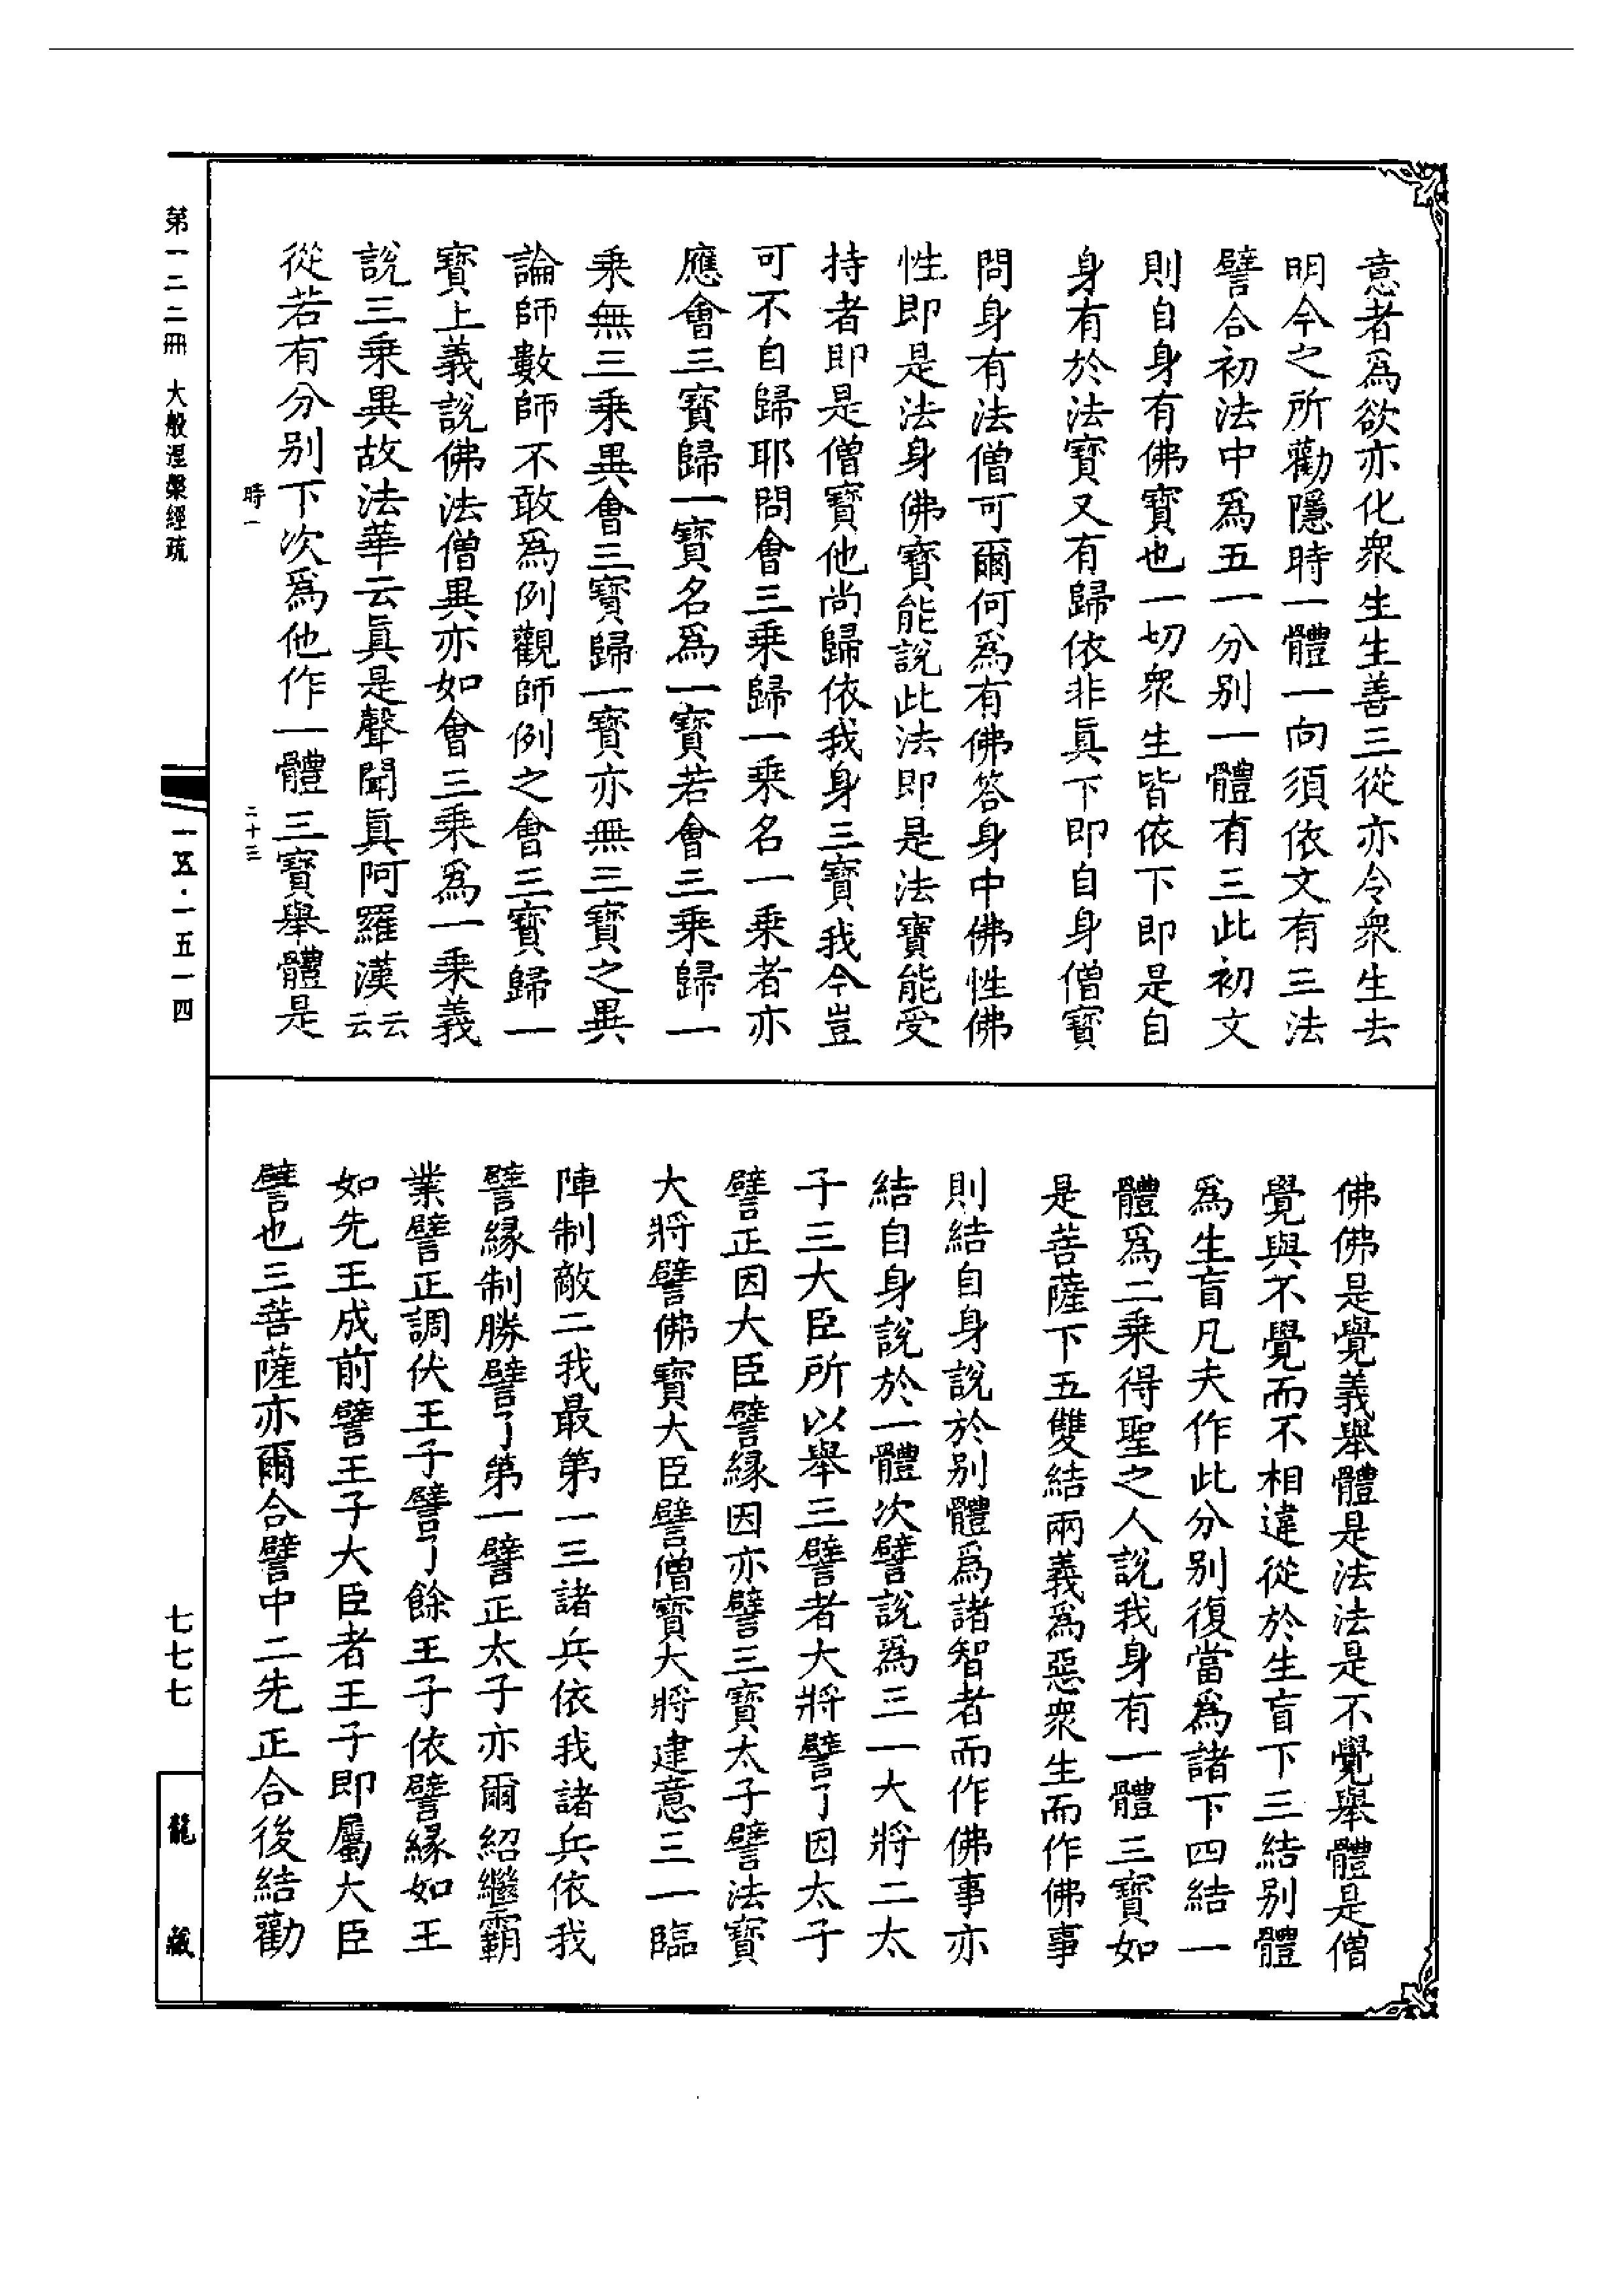 意者爲欲亦化衆生生善三從亦令衆生去
明今之所勸隱時一體一向須依文有三法
譬合初法中爲五一分別一體有三此初文
則自身有佛寶也一切衆生皆依下即是自
身有於法寶又有歸依非眞下即自身僧寶
問身有法僧可爾何爲有佛答身中佛性佛
性即是法身佛寶能說此法即是法寶能受
持者即是僧寶他尚歸依我身三寶我今豈
可不自歸耶問會三乗歸一乗名一乗者亦
應會三寶歸一寶名爲一寶若會三乗歸一
乗無三乗異會三寶歸一寶亦無三寶之異
論師數師不敢爲例觀師例之會三寶歸一
寶上義說佛法僧異亦如會三乗爲一乗義
說三乗異故法華云眞是聲聞眞阿羅漢云云
從若有分別下次爲他作一體三寶舉體是
時一 二十三
佛佛是覺義舉體是法法是不覺舉體是僧
覺與不覺而不相違從於生盲下三結別體
爲生盲凡夫作此分別復當爲諸下四結一
體爲二乗得聖之人說我身有一體三寶如
是菩薩下五雙結兩義爲惡衆生而作佛事
則結自身說於別體爲諸智者而作佛事亦
結自身說於一體次譬說爲三一大將二太
子三大臣所以舉三譬者大將譬了因太子
譬正因大臣譬緣因亦譬三寶太子譬法寶
大將譬佛寶大臣譬僧寶大將建意三一臨
陣制敵二我最第一三諸兵依我諸兵依我
譬緣制勝譬了第一譬正太子亦爾紹繼霸
業譬正調伏王子譬了餘王子依譬緣如王
如先王成前譬王子大臣者王子即屬大臣
譬也三菩薩亦爾合譬中二先正合後結勸
第一二二冊 大般涅槃經疏
一五五·一五一四
七七七
龍藏